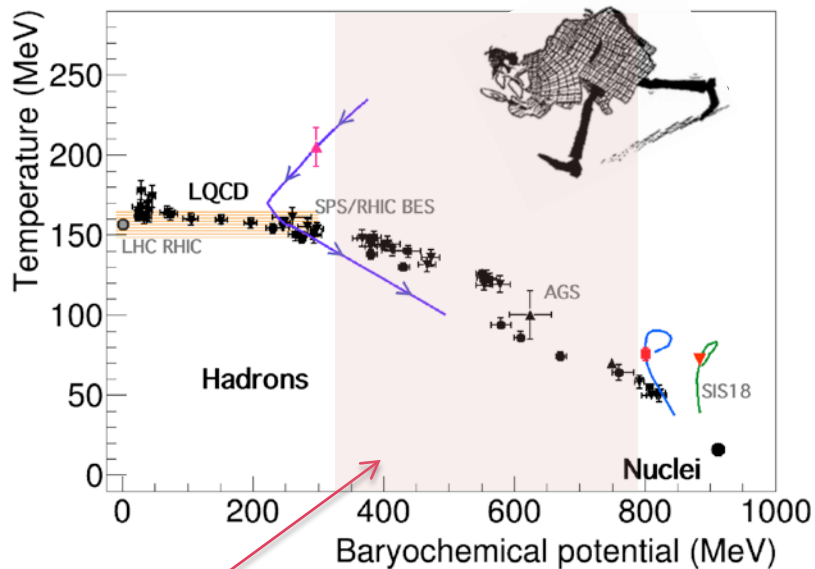 Temperature (MeV)
250
200
150
100
50
0
LQCD
SPS/RHIC BES
LHC RHIC
AGS
Hadrons
SIS18
Nuclei
0 200 400 600 800 1000
Baryochemical potential (MeV)